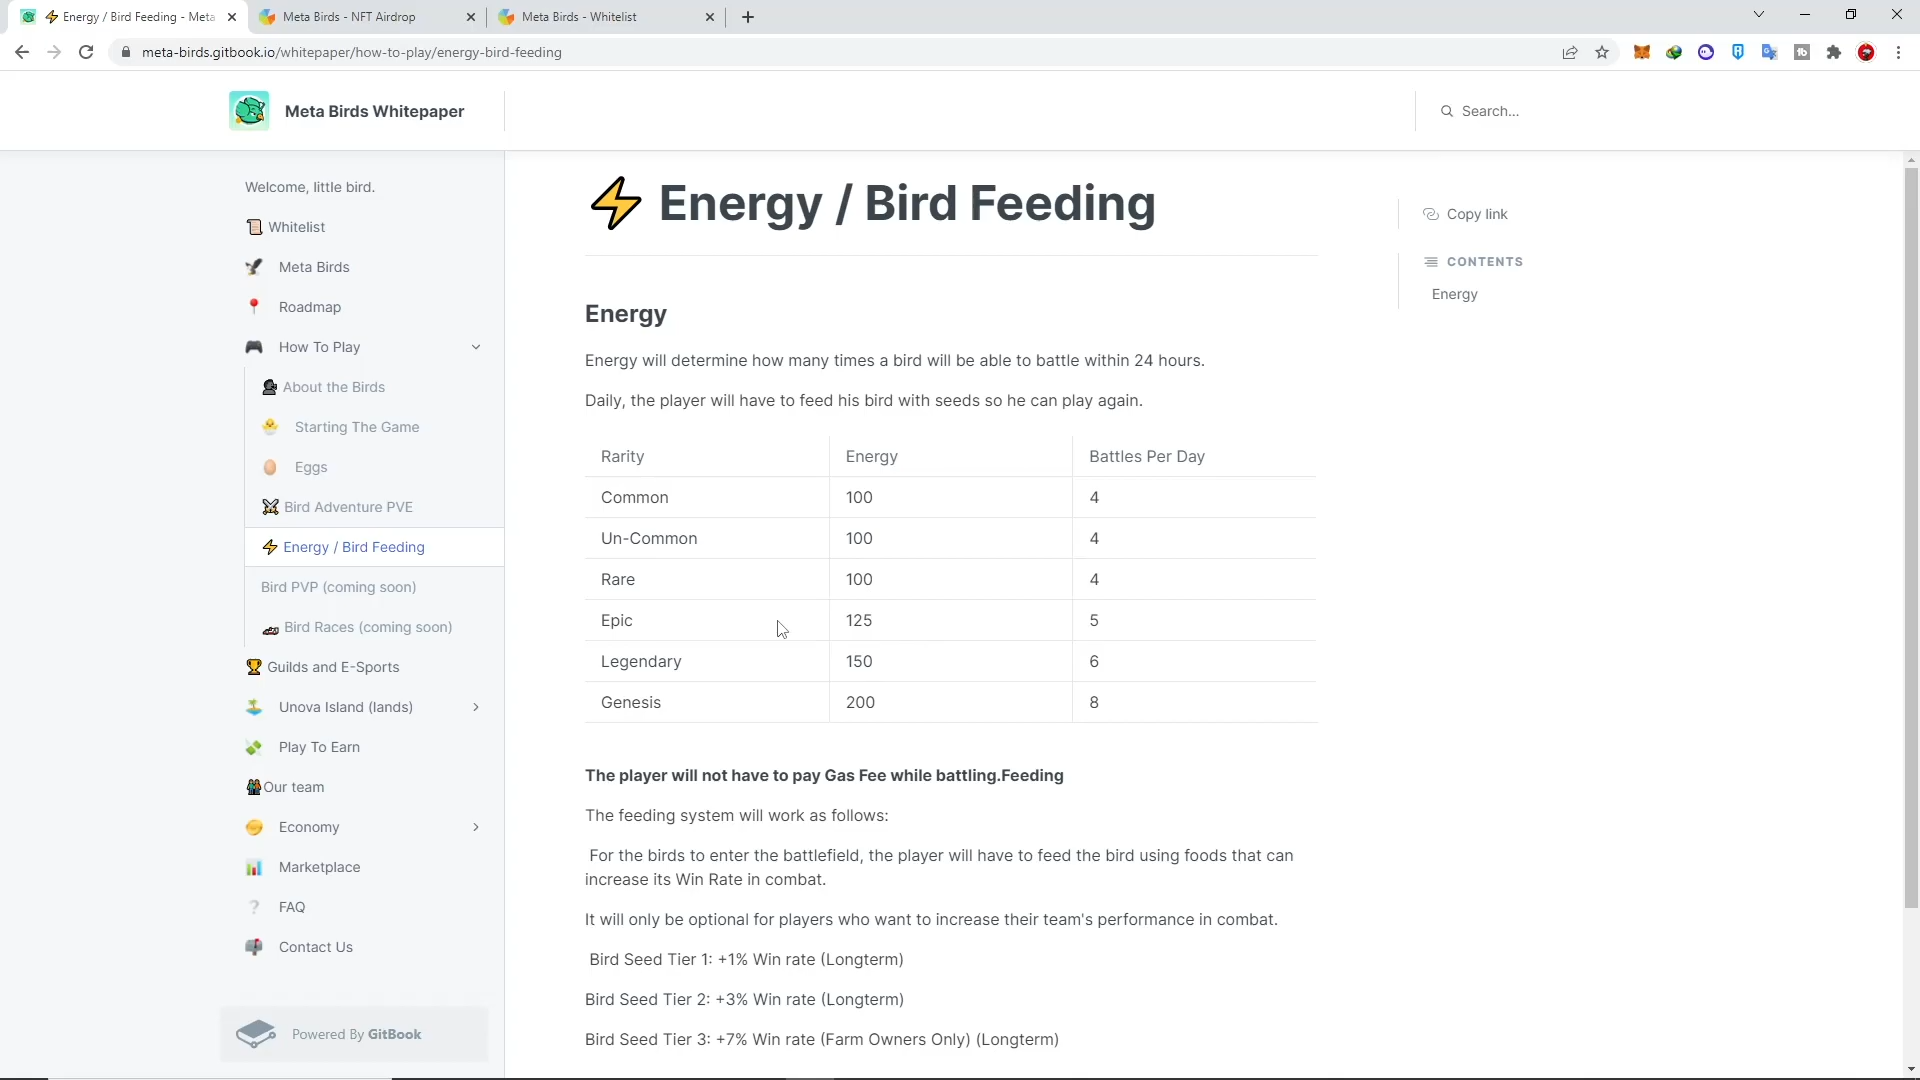 Energy / Bird Feeding - Meta
Meta Birds - NFT Airdrop
Meta Birds - Whitelist
meta-birds.gitbook.io/whitepaper/how-to-play/energy-bird-feeding
Meta Birds Whitepaper
Search...
Welcome, little bird.
Whitelist
Meta Birds
Roadmap
How To Play
About the Birds
Starting The Game
Eggs
Bird Adventure PVE
Energy / Bird Feeding
Bird PVP (coming soon)
Bird Races (coming soon)
Guilds and E-Sports
Unova Island (lands)
Play To Earn
Our team
Economy
Marketplace
FAQ
Contact Us
Powered By GitBook
Energy / Bird Feeding
Energy
Energy will determine how many times a bird will be able to battle within 24 hours.
Daily, the player will have to feed his bird with seeds so he can play again.
Rarity Energy Battles Per Day
Common 100 4
Un-Common 100 4
Rare 100 4
Epic 125 5
Legendary 150 6
Genesis 200 8
The player will not have to pay Gas Fee while battling.Feeding
The feeding system will work as follows:
For the birds to enter the battlefield, the player will have to feed the bird using foods that can
increase its Win Rate in combat.
It will only be optional for players who want to increase their team's performance in combat.
Bird Seed Tier 1: +1% Win rate (Longterm)
Bird Seed Tier 2: +3% Win rate (Longterm)
Bird Seed Tier 3: +7% Win rate (Farm Owners Only) (Longterm)
Copy link
CONTENTS
Energy